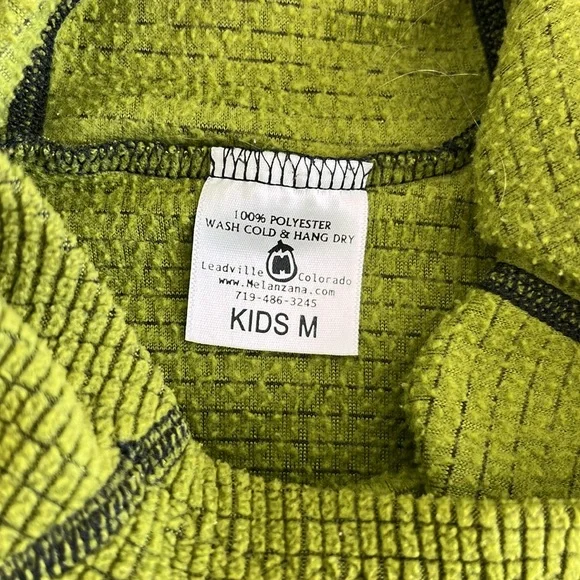 100% POLYESTER
WASH COLD & HANG DRY
Leadville M Colorado
www.Melanzana.com
719-486-3245
KIDS M